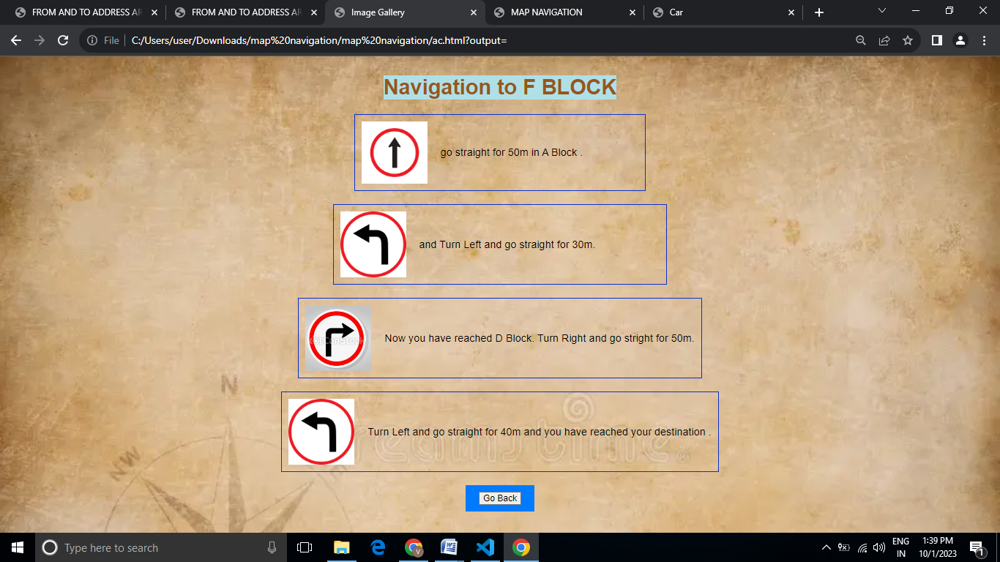 FROM AND TO ADDRESS AR
FROM AND TO ADDRESS AR
Image Gallery
MAP NAVIGATION
Car
File
C:/Users/user/Downloads/map%20navigation/map%20navigation/ac.html?output=
Navigation to F BLOCK
go straight for 50m in A Block .
and Turn Left and go straight for 30m.
Now you have reached D Block. Turn Right and go stright for 50m.
N
NW
Turn Left and go straight for 40m and you have reached your destination .
dreamstime
Go Back
Type here to search
V
ENG
IN
1:39 PM
10/1/2023
1